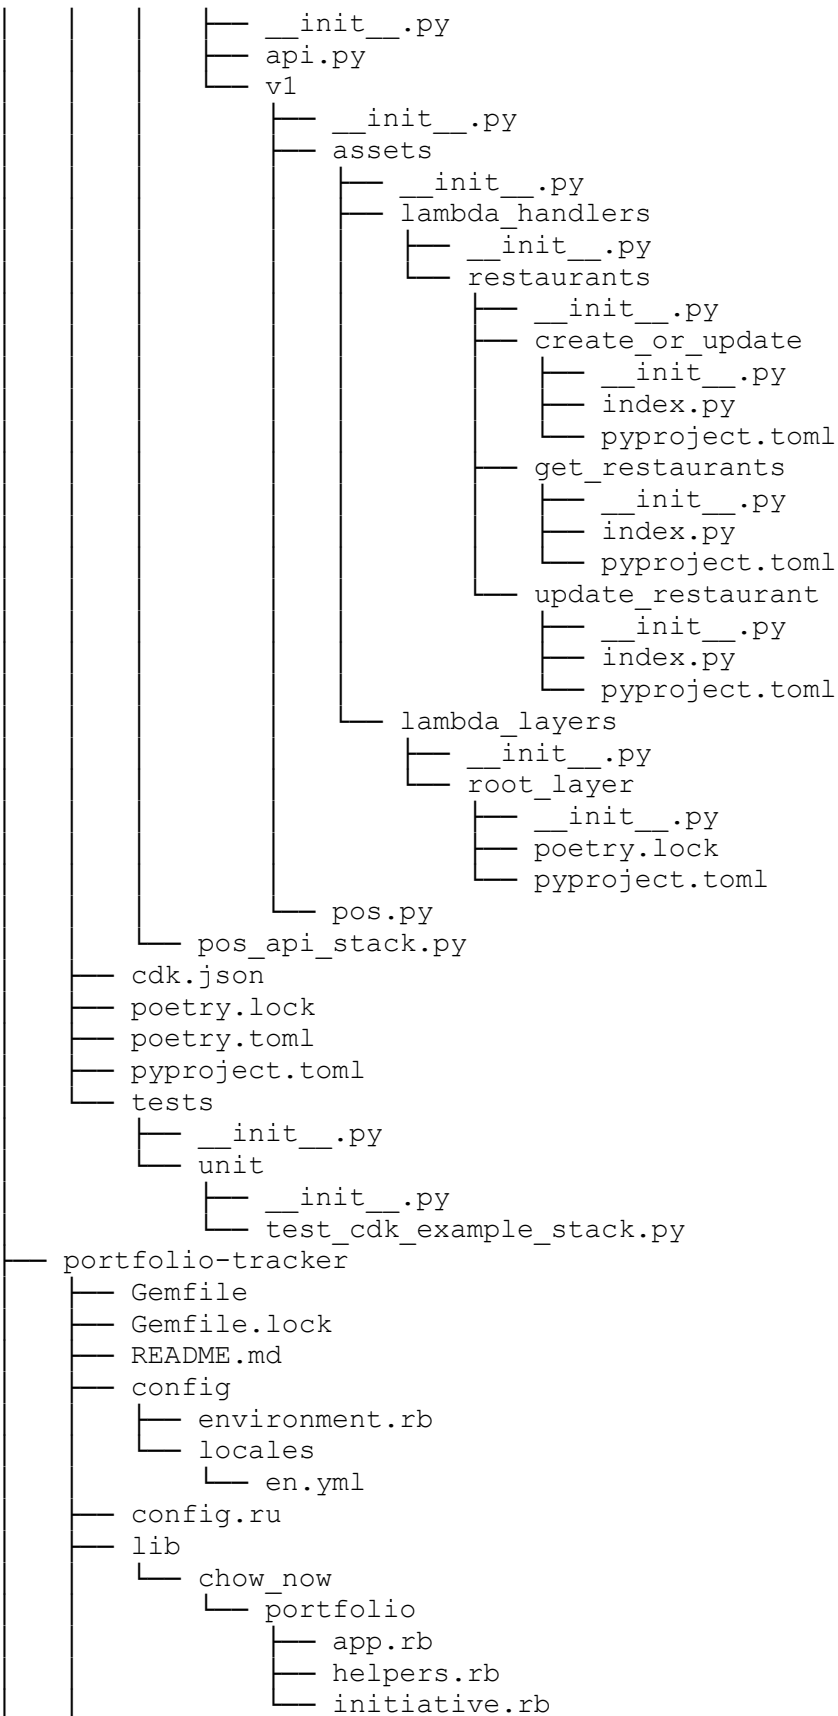 │   │   │   ├── __init__.py
│   │   │   ├── api.py
│   │   │   └── v1
│   │   │       ├── __init__.py
│   │   │       ├── assets
│   │   │       │   ├── __init__.py
│   │   │       │   ├── lambda_handlers
│   │   │       │   │   ├── __init__.py
│   │   │       │   │   └── restaurants
│   │   │       │   │       ├── __init__.py
│   │   │       │   │       ├── create_or_update
│   │   │       │   │       │   ├── __init__.py
│   │   │       │   │       │   ├── index.py
│   │   │       │   │       │   └── pyproject.toml
│   │   │       │   │       ├── get_restaurants
│   │   │       │   │       │   ├── __init__.py
│   │   │       │   │       │   ├── index.py
│   │   │       │   │       │   └── pyproject.toml
│   │   │       │   │       └── update_restaurant
│   │   │       │   │           ├── __init__.py
│   │   │       │   │           ├── index.py
│   │   │       │   │           └── pyproject.toml
│   │   │       │   └── lambda_layers
│   │   │       │       ├── __init__.py
│   │   │       │       └── root_layer
│   │   │       │           ├── __init__.py
│   │   │       │           ├── poetry.lock
│   │   │       │           └── pyproject.toml
│   │   │       └── pos.py
│   │   └── pos_api_stack.py
│   ├── cdk.json
│   ├── poetry.lock
│   ├── poetry.toml
│   ├── pyproject.toml
│   └── tests
│       ├── __init__.py
│       └── unit
│           ├── __init__.py
│           └── test_cdk_example_stack.py
├── portfolio-tracker
│   ├── Gemfile
│   ├── Gemfile.lock
│   ├── README.md
│   ├── config
│   │   ├── environment.rb
│   │   └── locales
│   │       └── en.yml
│   ├── config.ru
│   ├── lib
│   │   └── chow_now
│   │       └── portfolio
│   │           ├── app.rb
│   │           ├── helpers.rb
│   │           └── initiative.rb